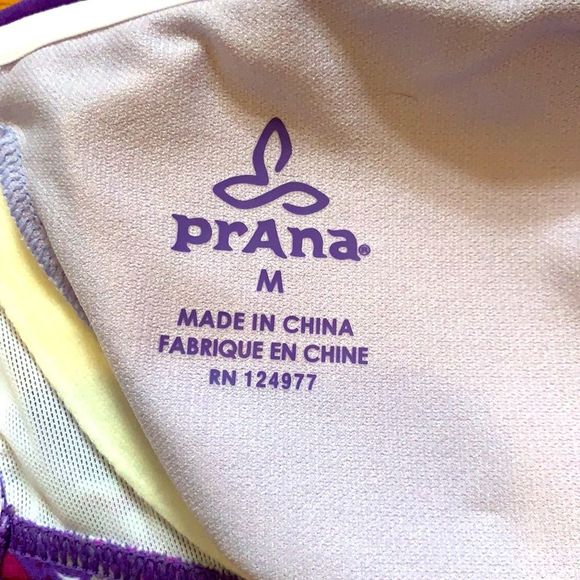 prAna®
M
MADE IN CHINA
FABRIQUE EN CHINE
RN 124977